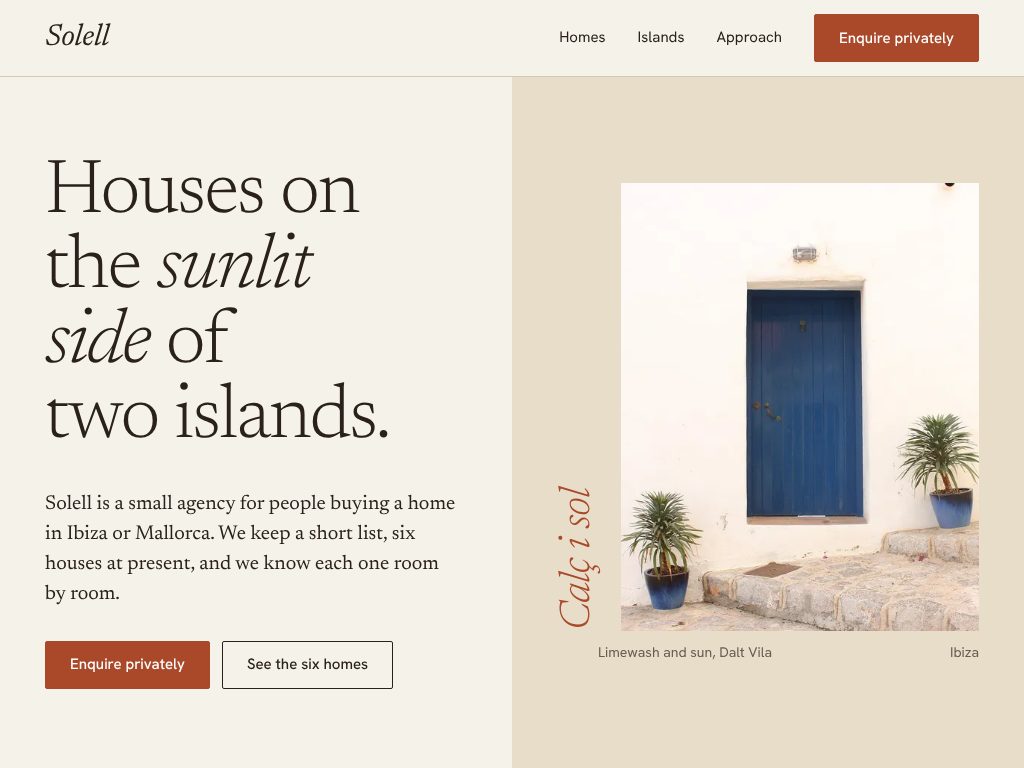 Solell
Homes
Islands
Approach
Enquire privately
Houses on
the sunlit
side of
two islands.
Solell is a small agency for people buying a home
in Ibiza or Mallorca. We keep a short list, six
houses at present, and we know each one room
by room.
Enquire privately
See the six homes
Calç i sol
Limewash and sun, Dalt Vila
Ibiza